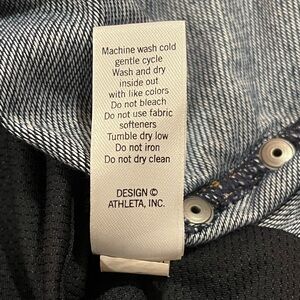 Machine wash cold
gentle cycle
Wash and dry
inside out
with like colors
Do not bleach
Do not use fabric
softeners
Tumble dry low
Do not iron
Do not dry clean
DESIGN ©
ATHLETA, INC.